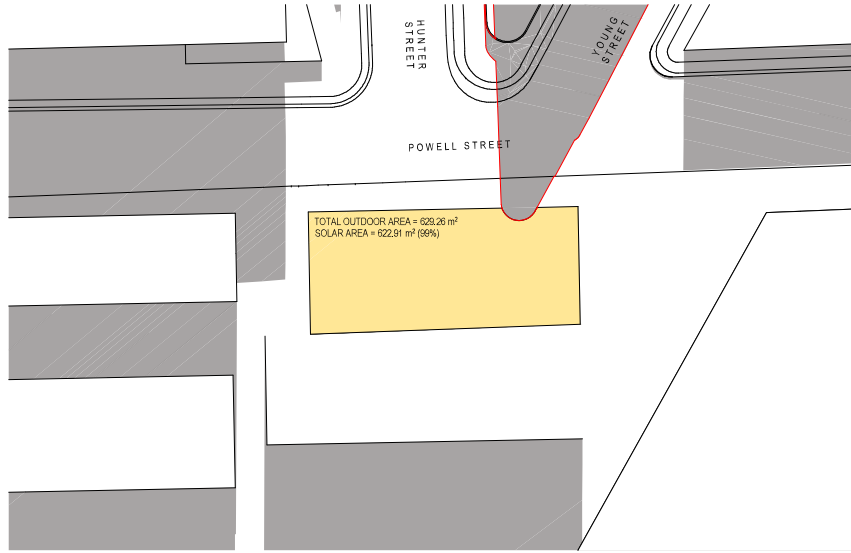 HUNTER
STREET
YOUNG
STREET
POWELL STREET
TOTAL OUTDOOR AREA = 629.26 m²
SOLAR AREA = 622.91 m² (99%)